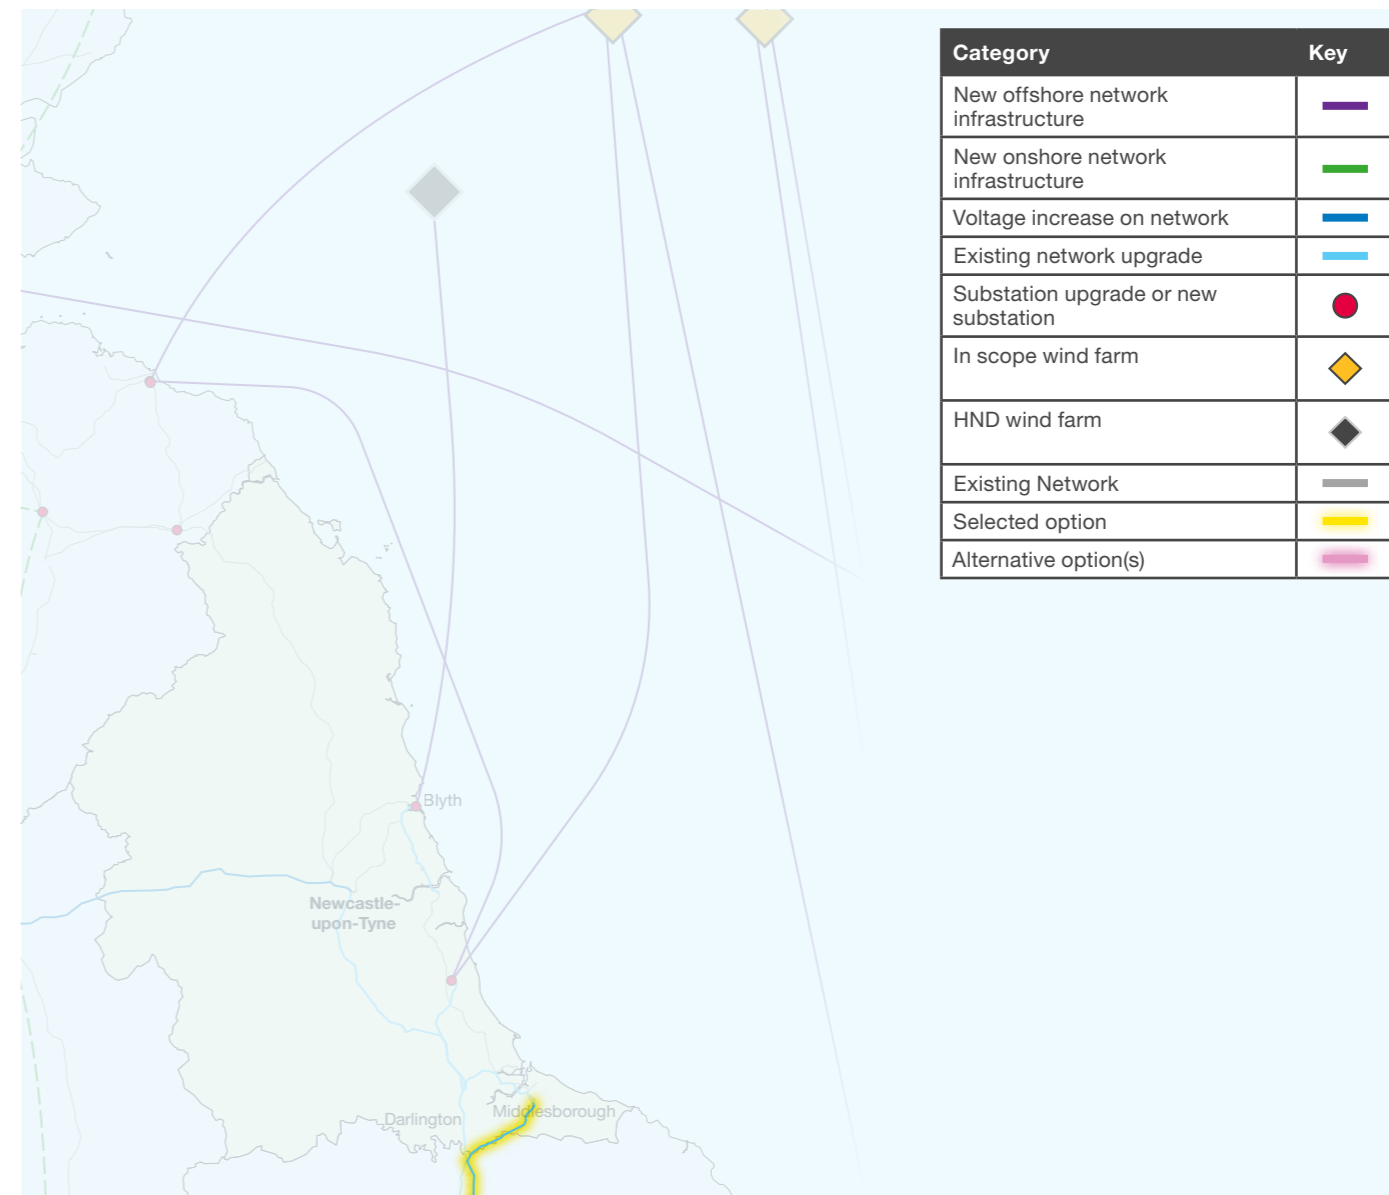 Category Key
New offshore network
infrastructure
New onshore network
infrastructure
Voltage increase on network
Existing network upgrade
Substation upgrade or new
substation
In scope wind farm
HND wind farm
Existing Network
Selected option
Alternative option(s)
Blyth
Newcastle-
upon-Tyne
Darlington
Middlesborough